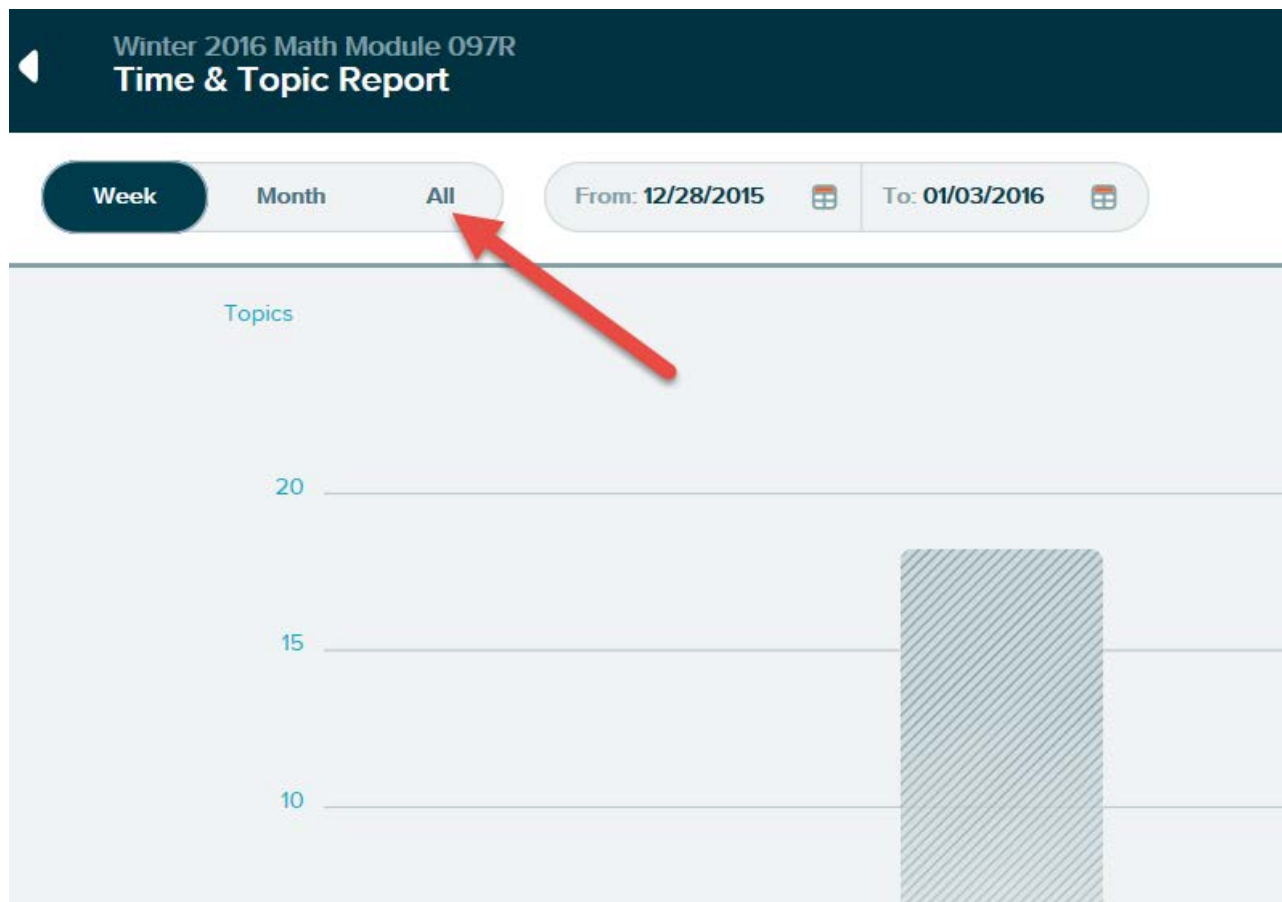 Winter 2016 Math Module 097R
Time & Topic Report
Week Month All From: 12/28/2015 To: 01/03/2016
Topics
20
15
10